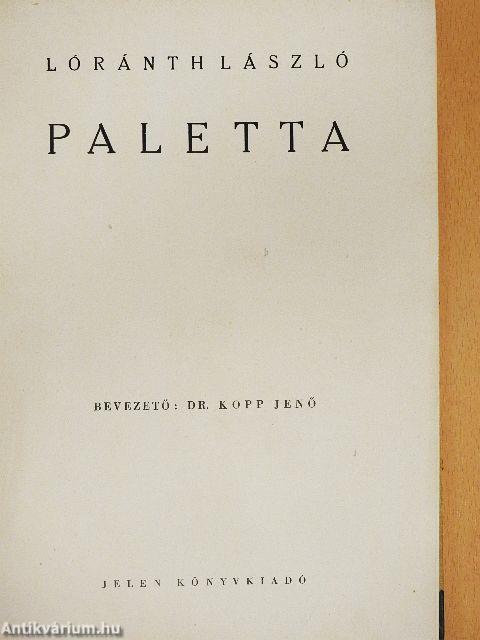 LÓRÁNTH LÁSZLÓ
PALETTA
BEVEZETŐ: DR. KOPP JENŐ
JELEN KÖNYVKIADÓ
Antikvárium.hu